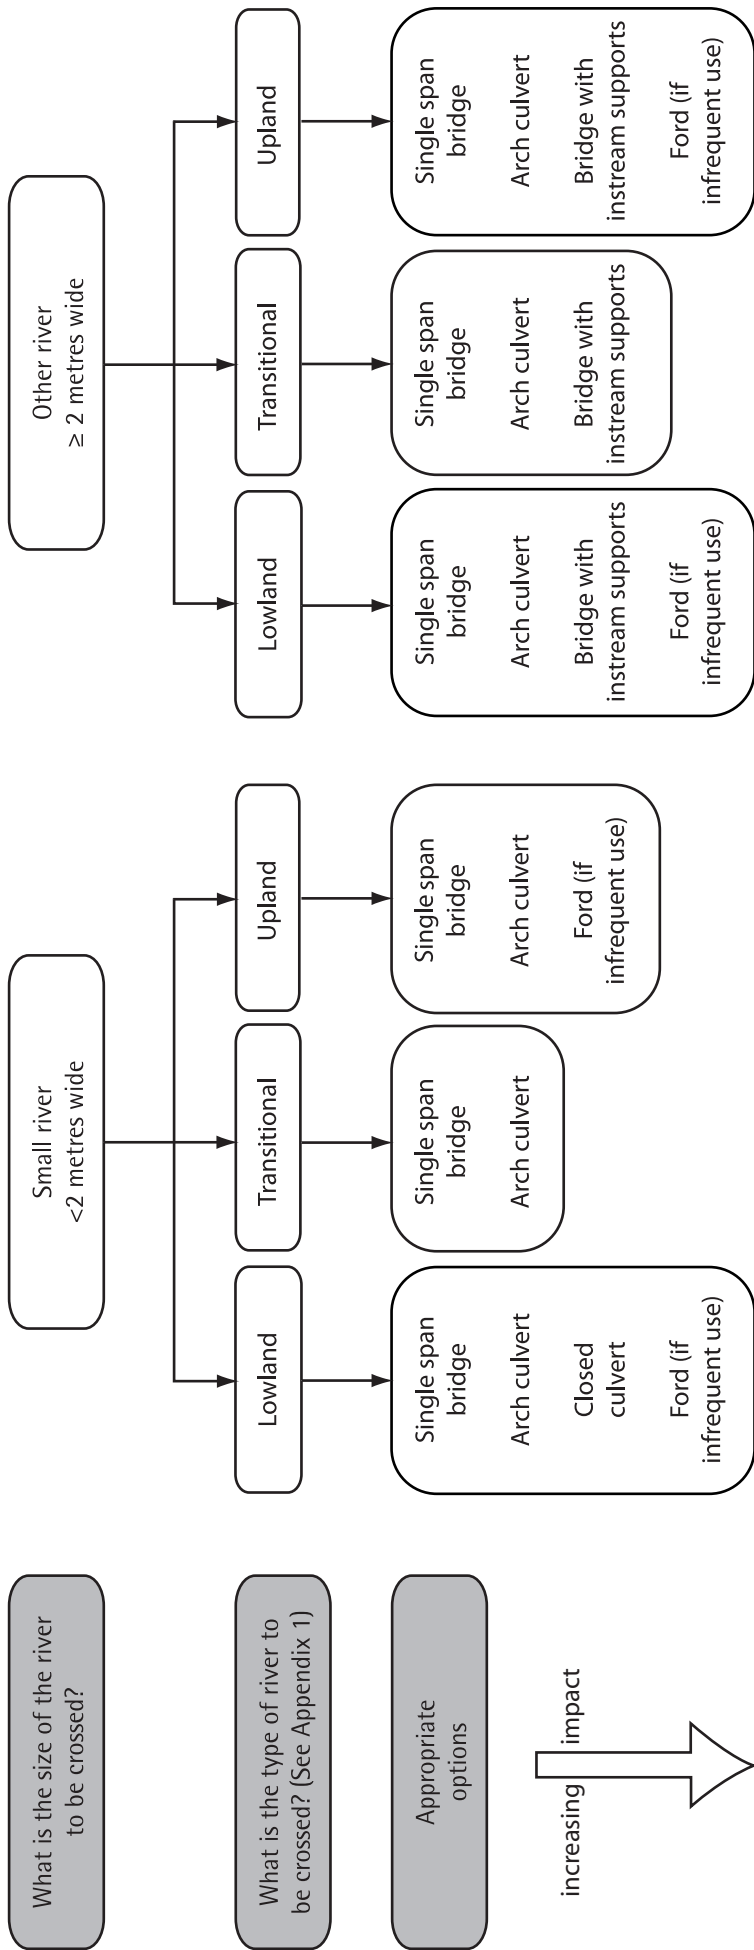 What is the size of the river
to be crossed?
Small river
<2 metres wide
Other river
≥ 2 metres wide
What is the type of river to
be crossed? (See Appendix 1)
Lowland
Transitional
Upland
Lowland
Transitional
Upland
Appropriate
options
Single span
bridge
Arch culvert
Closed
culvert
Ford (if
infrequent use)
Single span
bridge
Arch culvert
Single span
bridge
Arch culvert
Ford (if
infrequent use)
Single span
bridge
Arch culvert
Bridge with
instream supports
Ford (if
infrequent use)
Single span
bridge
Arch culvert
Bridge with
instream supports
Single span
bridge
Arch culvert
Bridge with
instream supports
Ford (if
infrequent use)
increasing impact